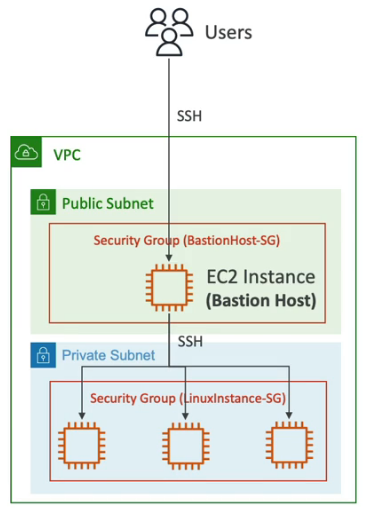 Users
SSH
VPC
Public Subnet
Security Group (BastionHost-SG)
EC2 Instance
(Bastion Host)
SSH
Private Subnet
Security Group (LinuxInstance-SG)